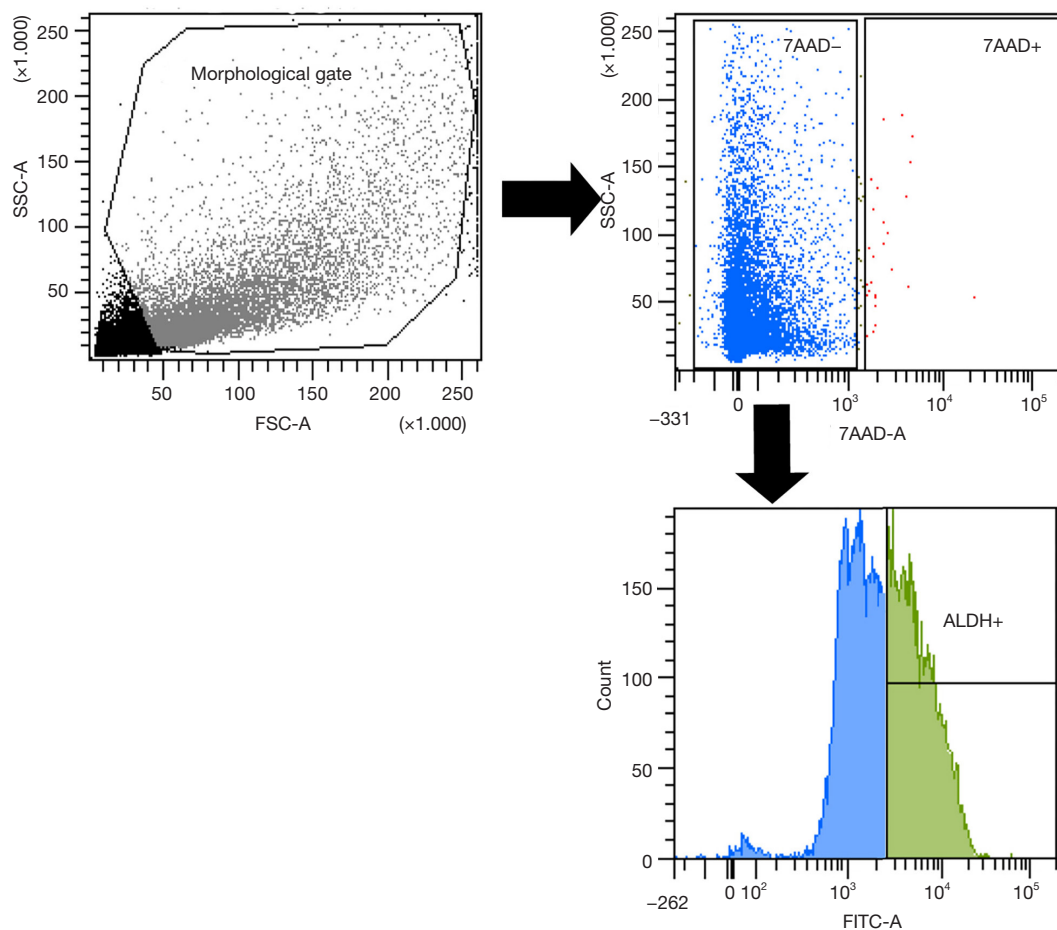 250
200
150
100
50
(×1.000)
SSC-A
Morphological gate
50 100 150 200 250
FSC-A (×1.000)
250
200
150
100
50
0
(×1.000)
SSC-A
7AAD– 7AAD+
–331 0 10³ 10⁴ 10⁵
7AAD-A
150
100
50
0
Count
ALDH+
–262 0 10² 10³ 10⁴ 10⁵
FITC-A